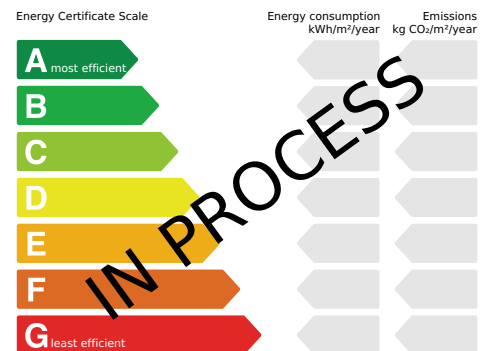 Energy Certificate Scale
Energy consumption
kWh/m²/year
Emissions
kg CO₂/m²/year
A most efficient
B
C
D
E
F
G least efficient
IN PROCESS